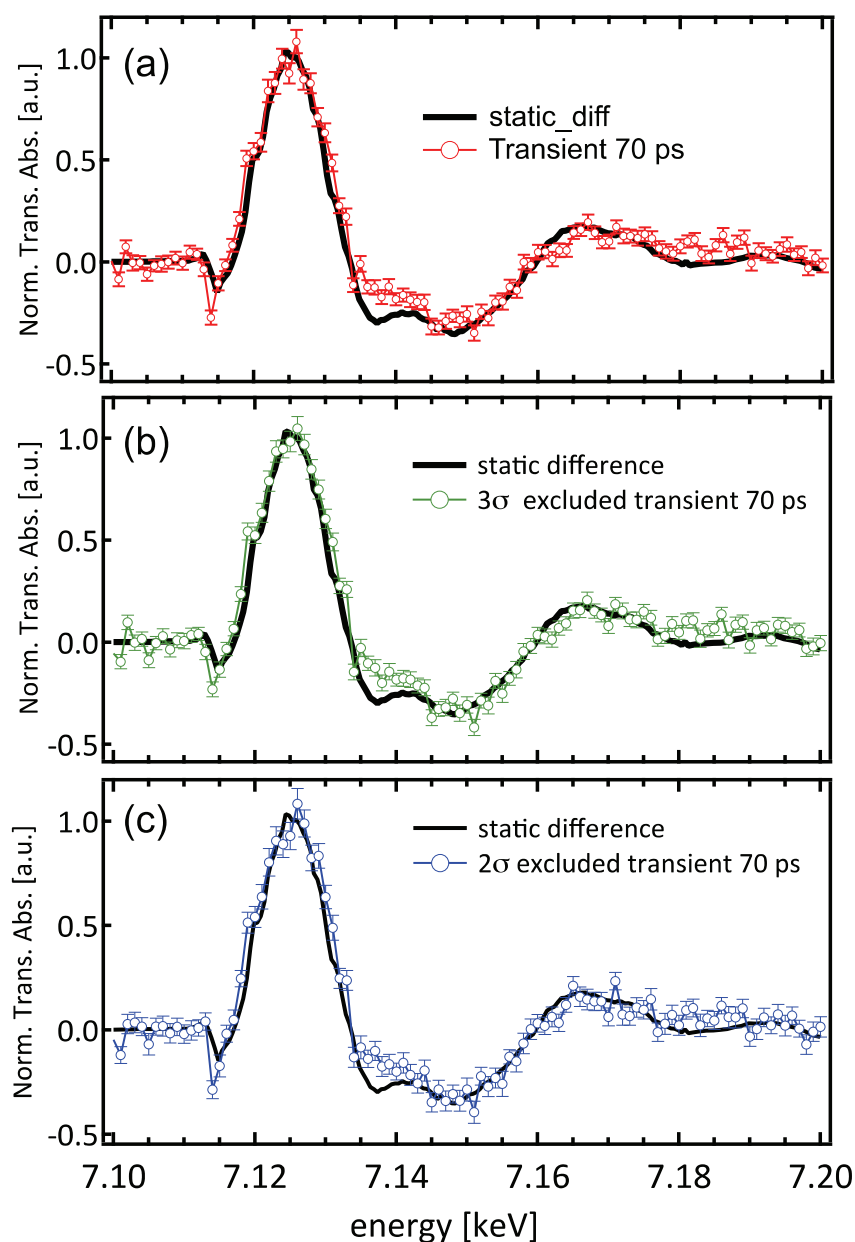 (a)
static_diff
Transient 70 ps
Norm. Trans. Abs. [a.u.]
1.0
0.5
0.0
-0.5
(b)
static difference
3σ excluded transient 70 ps
Norm. Trans. Abs. [a.u.]
1.0
0.5
0.0
-0.5
(c)
static difference
2σ excluded transient 70 ps
Norm. Trans. Abs. [a.u.]
1.0
0.5
0.0
-0.5
7.10 7.12 7.14 7.16 7.18 7.20
energy [keV]